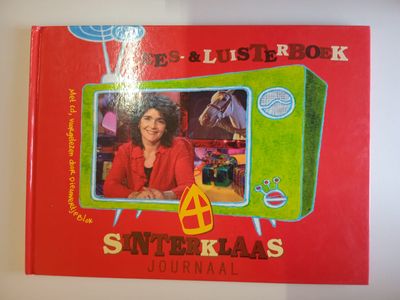 LEES- & LUISTERBOEK
Met cd, voorgelezen door Dieuwertje Blok
SINTERKLAAS
JOURNAAL